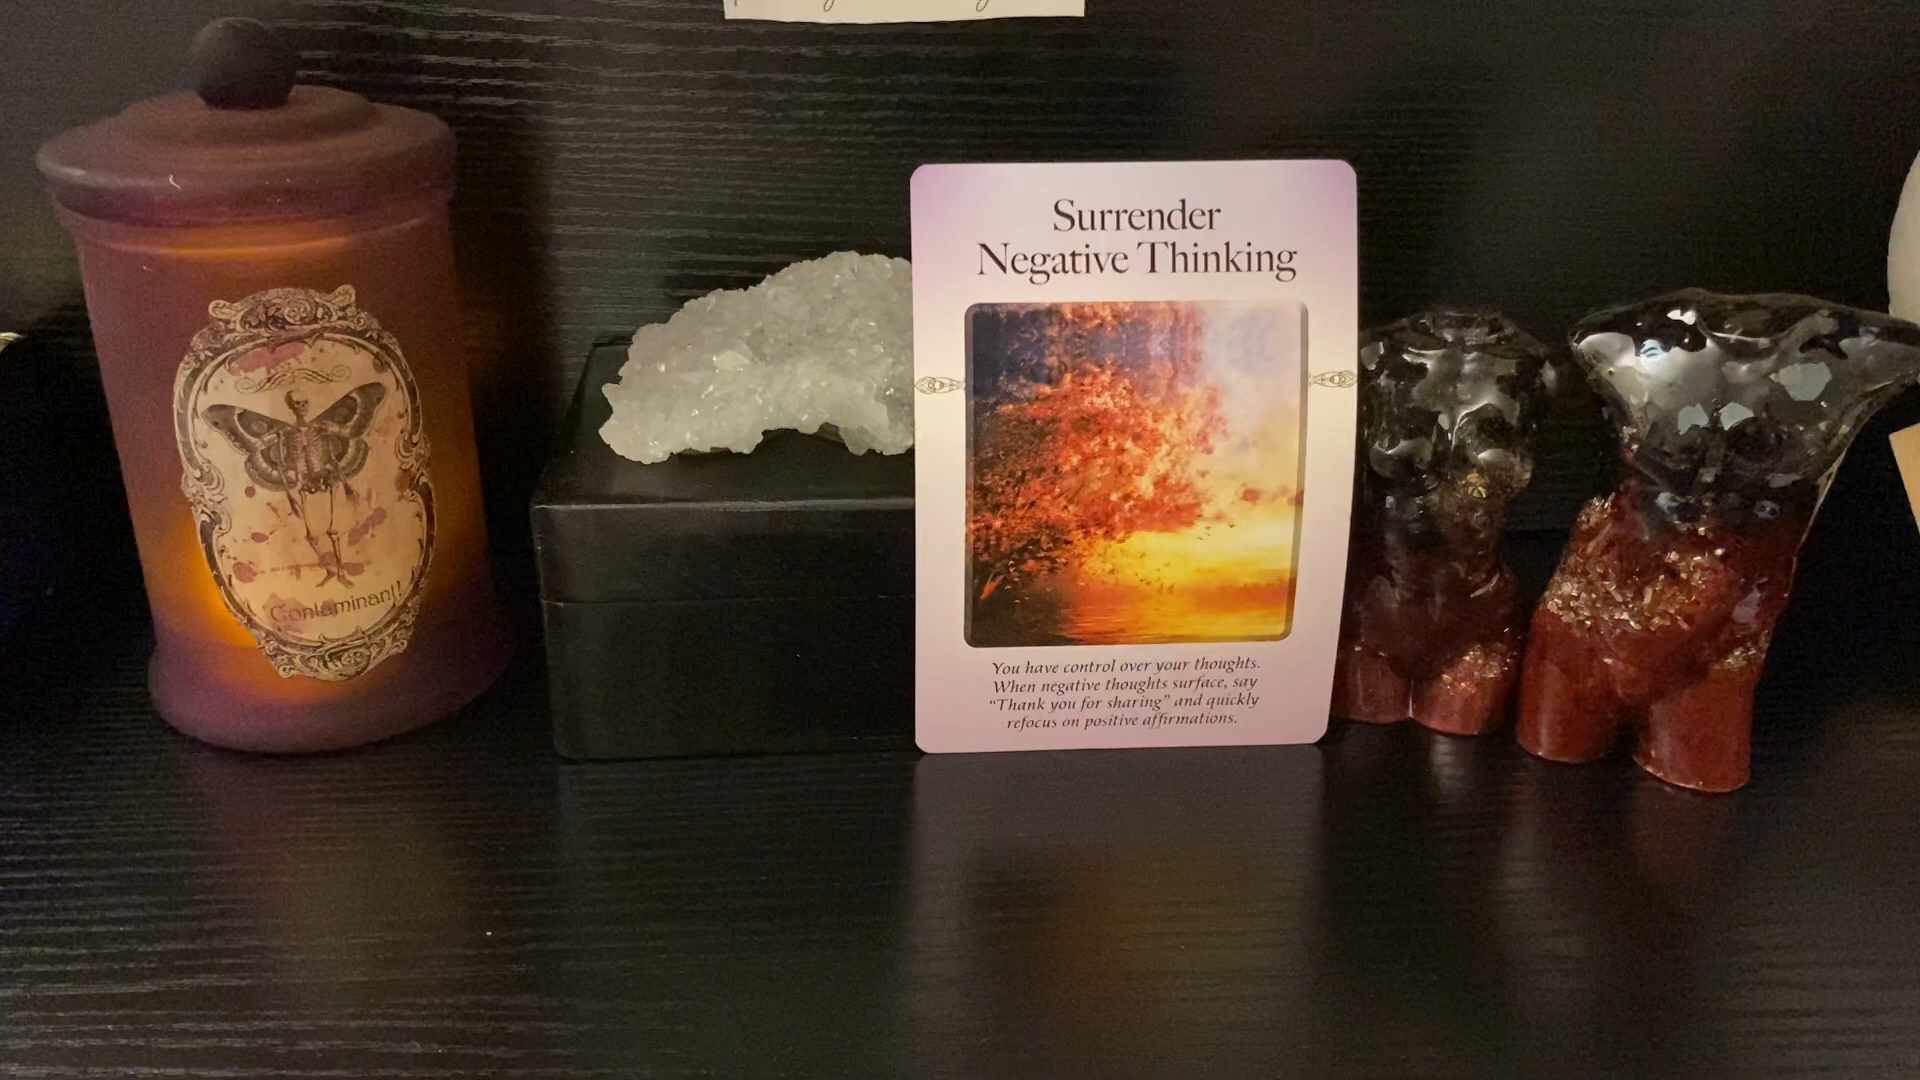 Surrender
Negative Thinking
You have control over your thoughts.
When negative thoughts surface, say
“Thank you for sharing” and quickly
refocus on positive affirmations.
Contaminant!